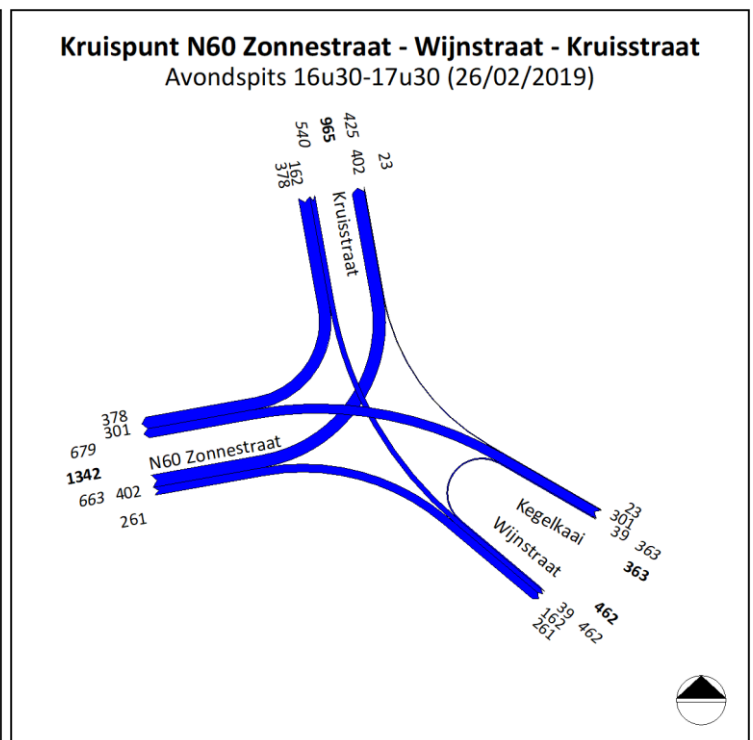 Kruispunt N60 Zonnestraat - Wijnstraat - Kruisstraat
Avondspits 16u30-17u30 (26/02/2019)
540 965 425
378 162 402 23
Kruisstraat
378
301
679
1342
663 402
261
N60 Zonnestraat
Kegelkaai
23
301
39 363
363
Wijnstraat
462
39 462
162
261